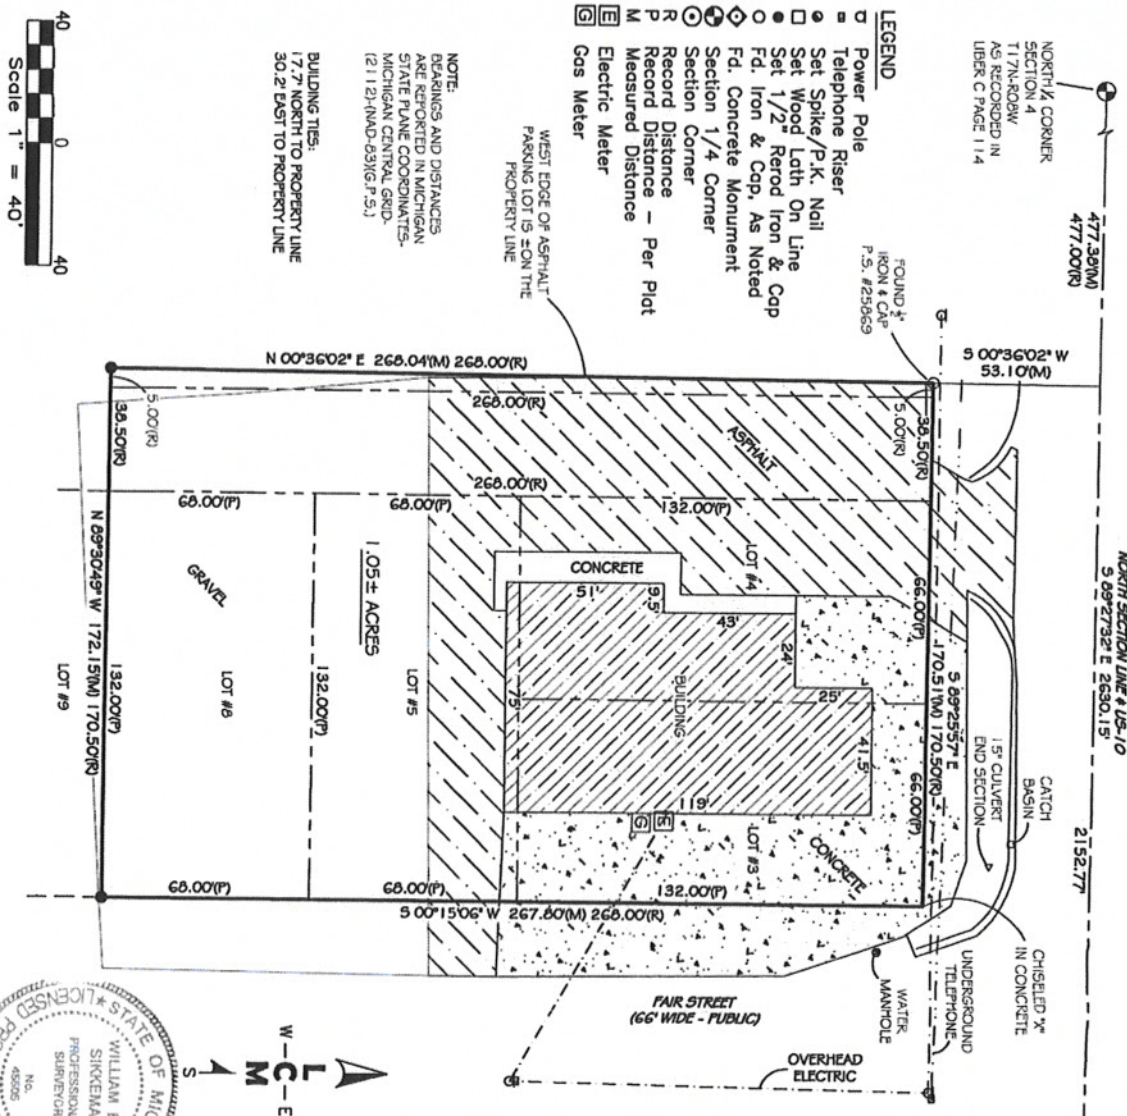 NORTH ¼ CORNER
SECTION 4
T17N-R08W
AS RECORDED IN
LIBER C PAGE 114
477.38'(M)
477.00'(R)
NORTH SECTION LINE & US-10
S 89°27'32" E 2630.15'
2152.77'
S 00°36'02" W
53.10'(M)
FOUND ½"
IRON & CAP
P.S. #25869
LEGEND
Power Pole
Telephone Riser
Set Spike/P.K. Nail
Set Wood Lath On Line
Set 1/2" Rerod Iron & Cap
Fd. Iron & Cap, As Noted
Fd. Concrete Monument
Section 1/4 Corner
Section Corner
R Record Distance
P Record Distance - Per Plat
M Measured Distance
E Electric Meter
G Gas Meter
WEST EDGE OF ASPHALT
PARKING LOT IS ±ON THE
PROPERTY LINE
NOTE:
BEARINGS AND DISTANCES
ARE REPORTED IN MICHIGAN
STATE PLANE COORDINATES-
MICHIGAN CENTRAL GRID-
(2112)-(NAD-83)(G.P.S.)
BUILDING TIES:
17.7' NORTH TO PROPERTY LINE
30.2' EAST TO PROPERTY LINE
40 0 40
Scale 1" = 40'
N 00°36'02" E 268.04'(M) 268.00'(R)
268.00'(R)
268.00'(R)
5.00'(R)
38.50'(R)
5.00'(R)
38.50'(R)
ASPHALT
68.00'(P)
68.00'(P)
132.00'(P)
66.00'(P)
S 89°25'57" E
170.51'(M) 170.50'(R)
66.00'(P)
CONCRETE
LOT #4
51'
9.5'
43'
24'
25'
41.5'
BUILDING
75'
119'
E
G
LOT #3
CONCRETE
GRAVEL
1.05± ACRES
LOT #5
132.00'(P)
LOT #8
132.00'(P)
N 89°30'49" W 172.15'(M) 170.50'(R)
LOT #9
68.00'(P)
68.00'(P)
132.00'(P)
S 00°15'06" W 267.80'(M) 268.00'(R)
15" CULVERT
END SECTION
CATCH
BASIN
CHISELED "X"
IN CONCRETE
UNDERGROUND
TELEPHONE
WATER
MANHOLE
FAIR STREET
(66' WIDE - PUBLIC)
OVERHEAD
ELECTRIC
L
W C E
M
S
STATE OF
LICENSED
WILLIAM
SIKKEMA
PROFESSIONAL
SURVEYOR
No.